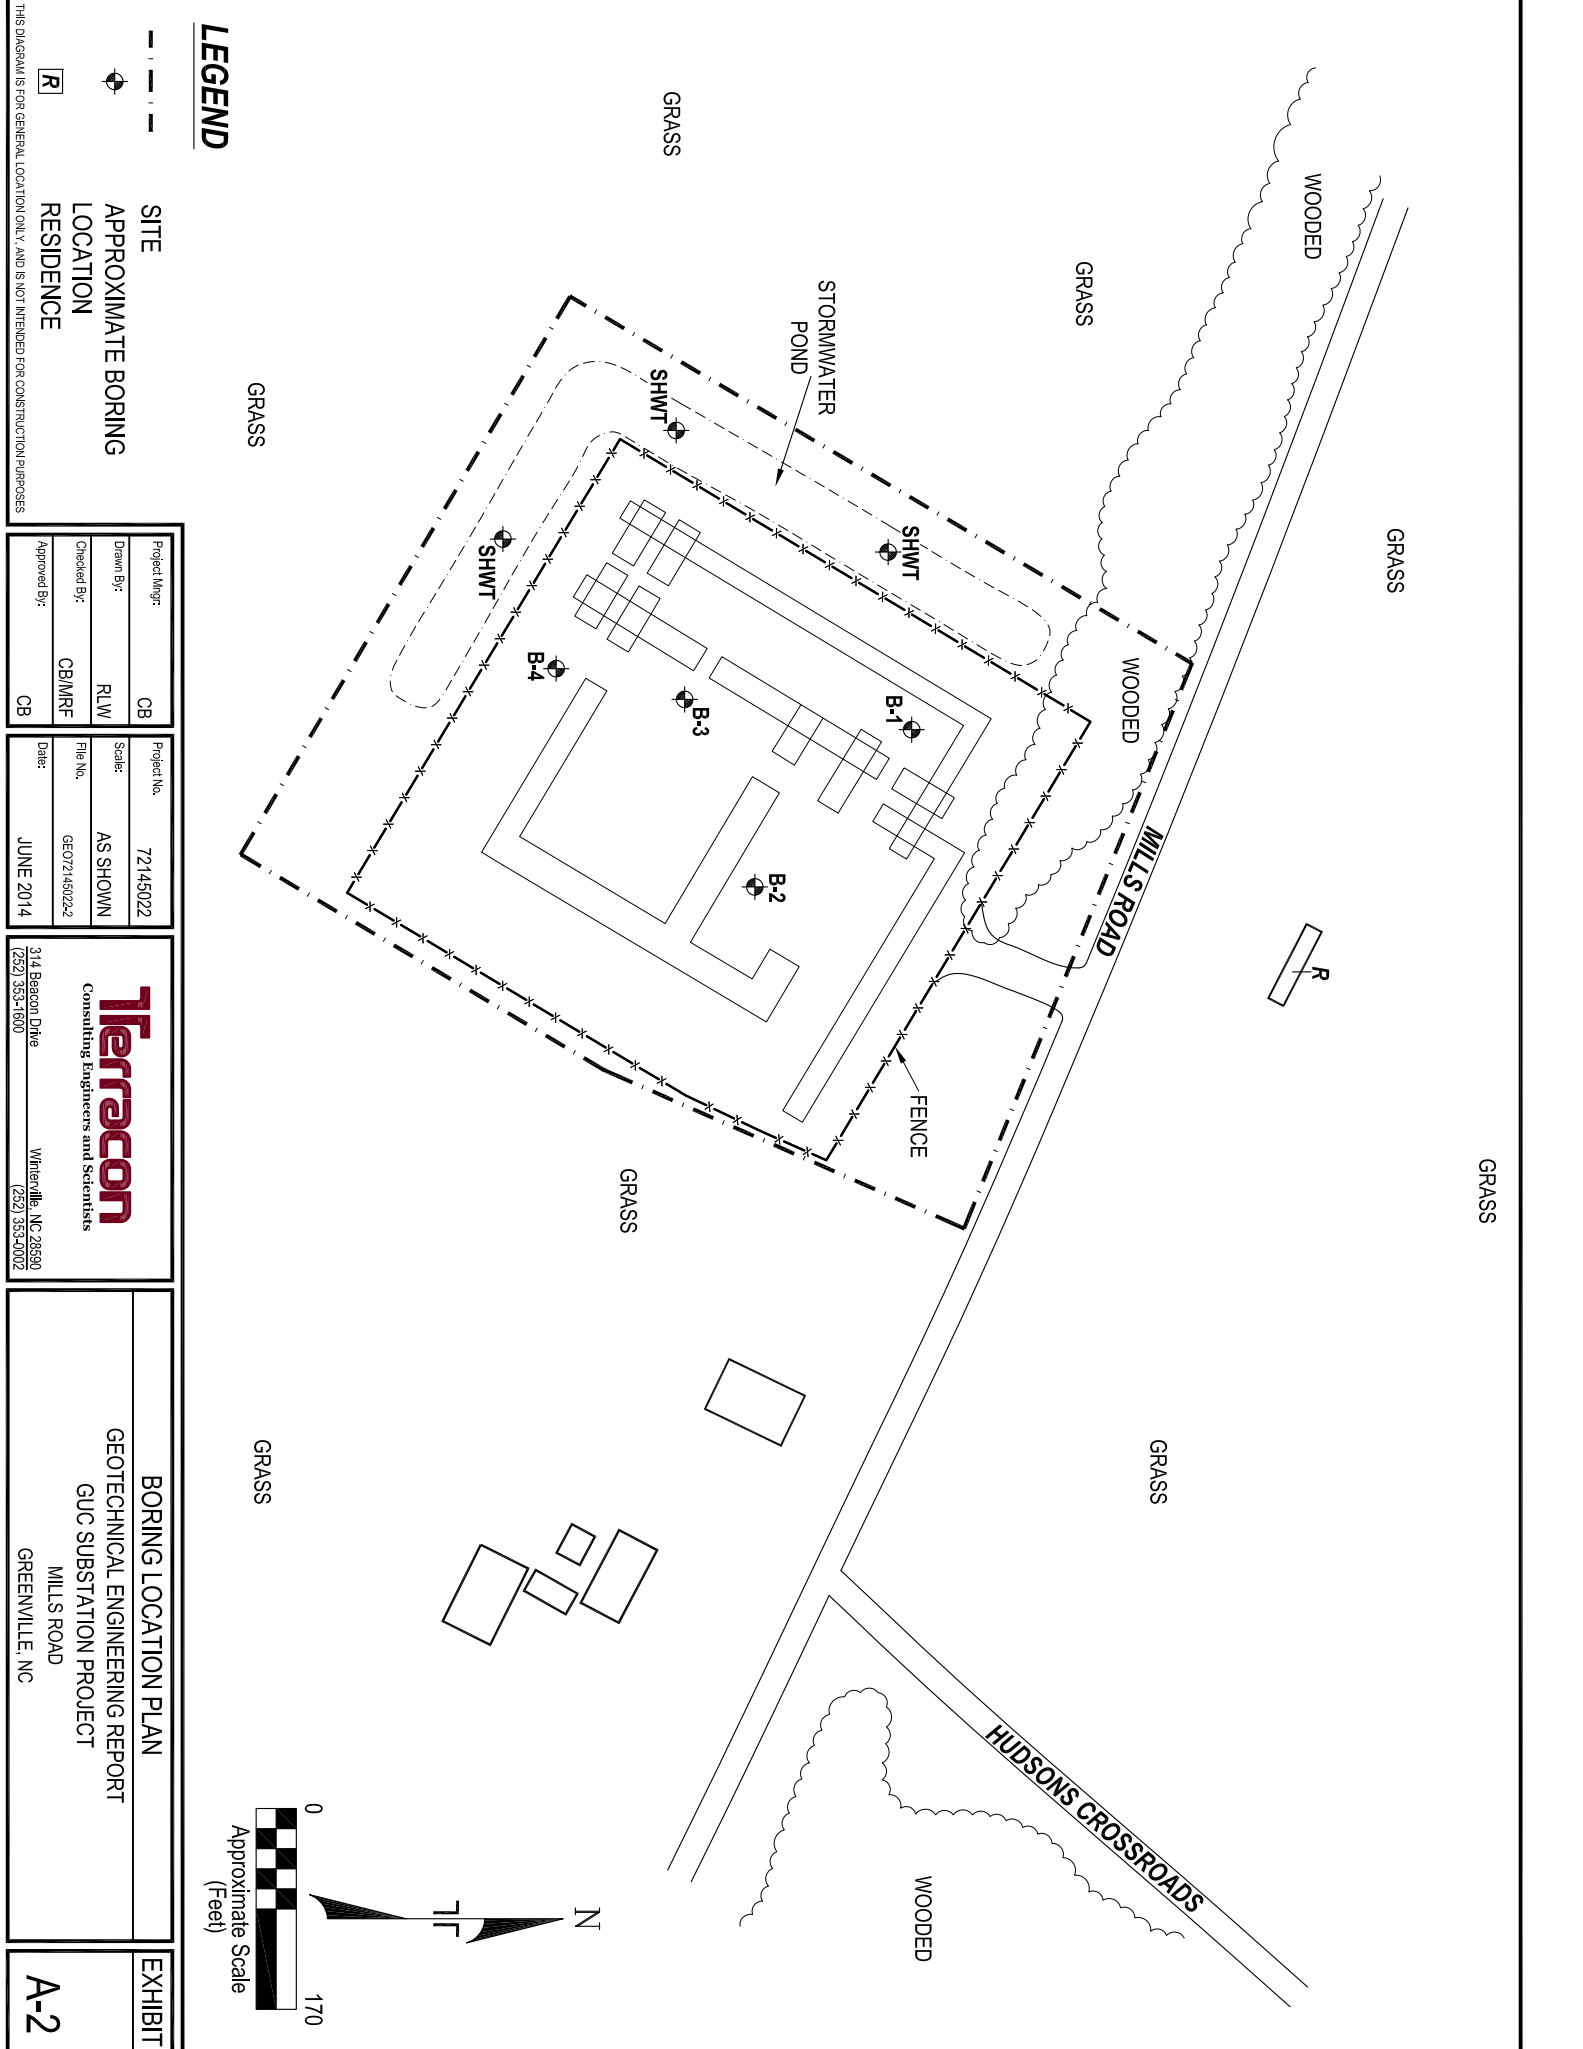 GRASS
WOODED
GRASS
GRASS
GRASS
STORMWATER
POND
SHWT
SHWT
SHWT
WOODED
MILLS ROAD
R
B-1
B-2
B-3
B-4
FENCE
GRASS
GRASS
GRASS
GRASS
GRASS
HUDSONS CROSSROADS
WOODED
N
0
170
Approximate Scale
(Feet)
LEGEND
SITE
APPROXIMATE BORING
LOCATION
R
RESIDENCE
THIS DIAGRAM IS FOR GENERAL LOCATION ONLY, AND IS NOT INTENDED FOR CONSTRUCTION PURPOSES
Project Mngr:
CB
Drawn By:
RLW
Checked By:
CB/MRF
Approved By:
CB
Project No.
72145022
Scale:
AS SHOWN
File No.
GEO72145022-2
Date:
JUNE 2014
Terracon
Consulting Engineers and Scientists
314 Beacon Drive
Winterville, NC 28590
(252) 353-1600
(252) 353-0002
BORING LOCATION PLAN
GEOTECHNICAL ENGINEERING REPORT
GUC SUBSTATION PROJECT
MILLS ROAD
GREENVILLE, NC
EXHIBIT
A-2